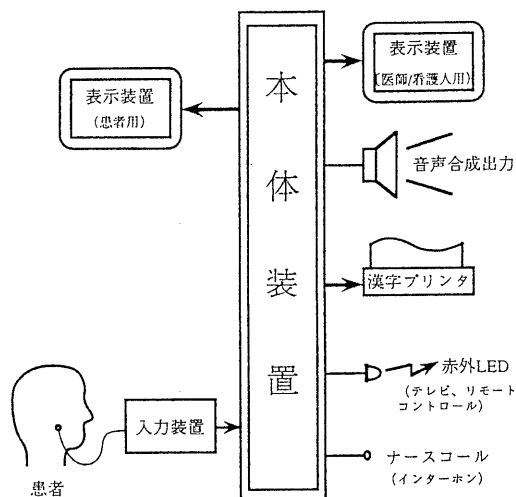 表示装置
(患者用)
入力装置
患者
本体装置
表示装置
(医師/看護人用)
音声合成出力
漢字プリンタ
赤外LED
(テレビ、リモート
コントロール)
ナースコール
(インターホン)